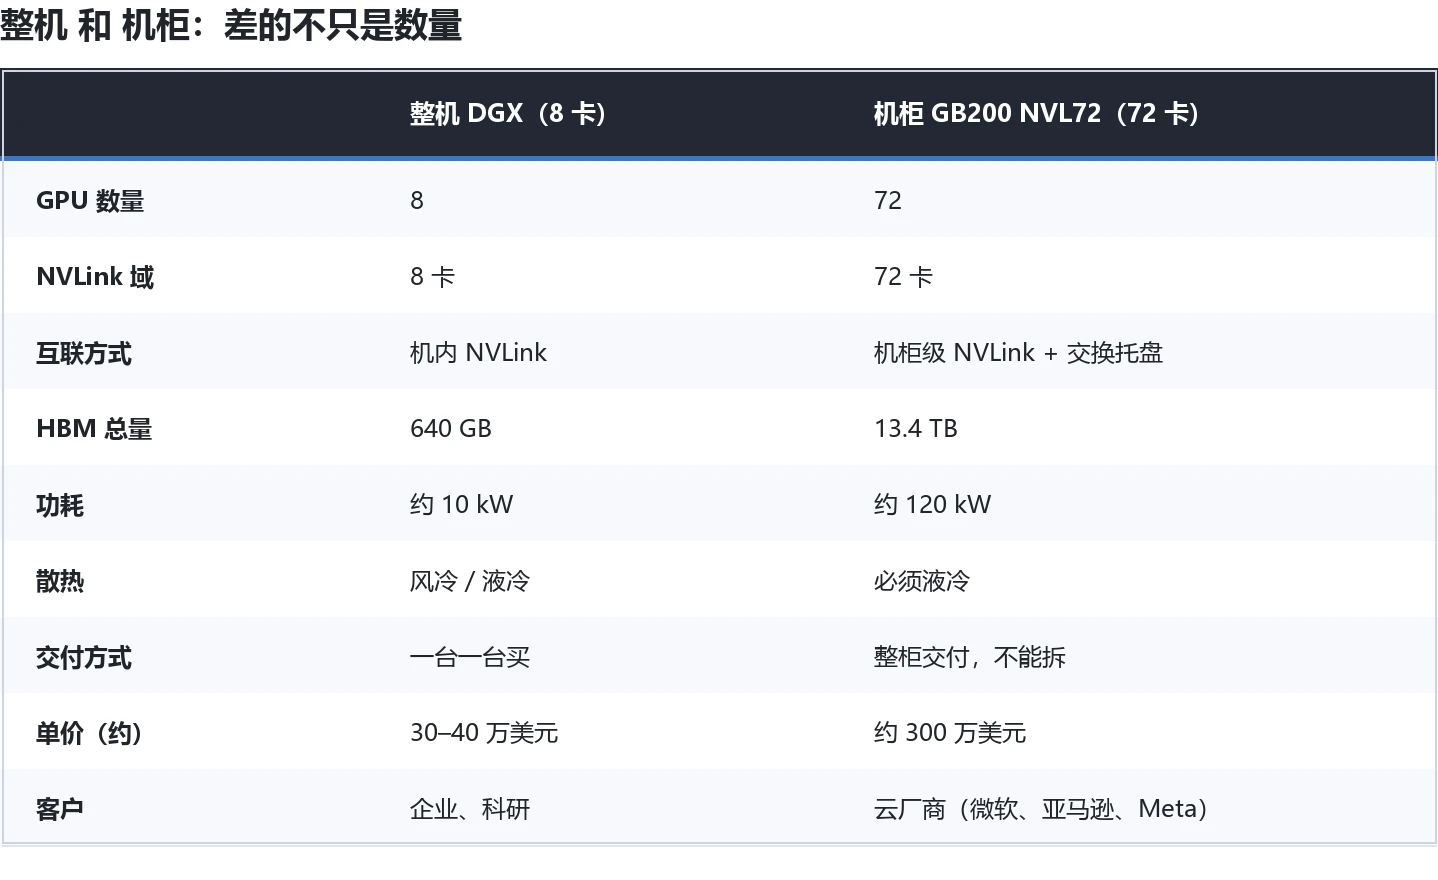 整机 和 机柜：差的不只是数量
整机 DGX（8 卡） 机柜 GB200 NVL72（72 卡）
GPU 数量 8 72
NVLink 域 8 卡 72 卡
互联方式 机内 NVLink 机柜级 NVLink + 交换托盘
HBM 总量 640 GB 13.4 TB
功耗 约 10 kW 约 120 kW
散热 风冷 / 液冷 必须液冷
交付方式 一台一台买 整柜交付，不能拆
单价（约） 30–40 万美元 约 300 万美元
客户 企业、科研 云厂商（微软、亚马逊、Meta）